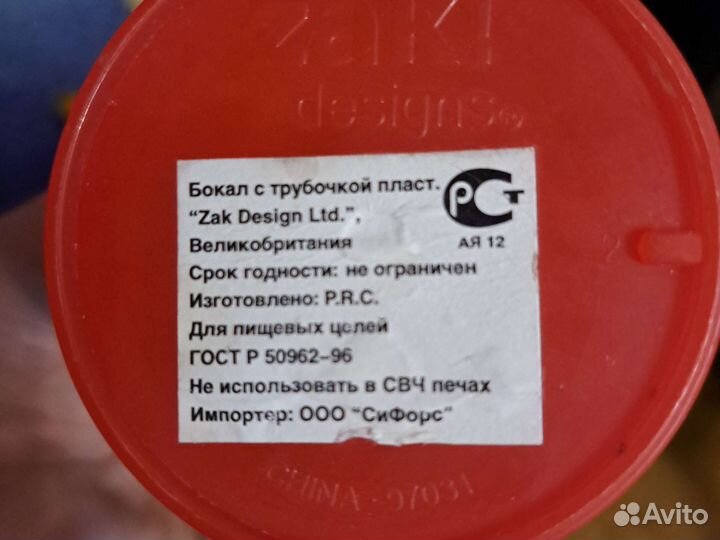 zak!
designs®
Бокал с трубочкой пласт.
"Zak Design Ltd.",
Великобритания
АЯ 12
Срок годности: не ограничен
Изготовлено: P.R.C.
Для пищевых целей
ГОСТ Р 50962-96
Не использовать в СВЧ печах
Импортер: ООО "СиФорс"
2
CHINA - 97031
Avito